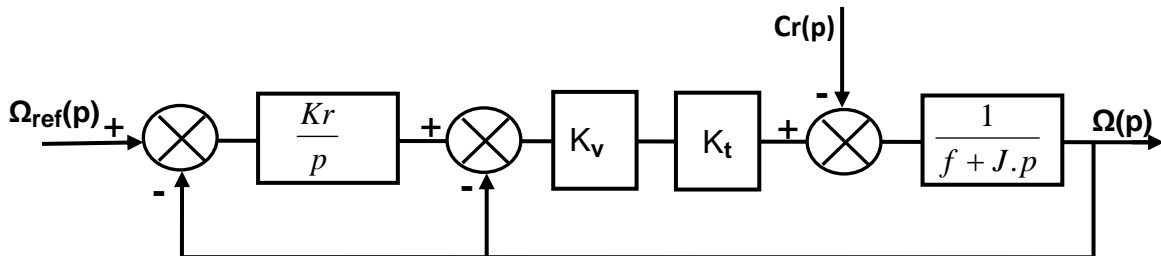 Cr(p)
-
Ωref(p) + Kr/p + Kv Kt + 1/(f + J.p) Ω(p)
- -